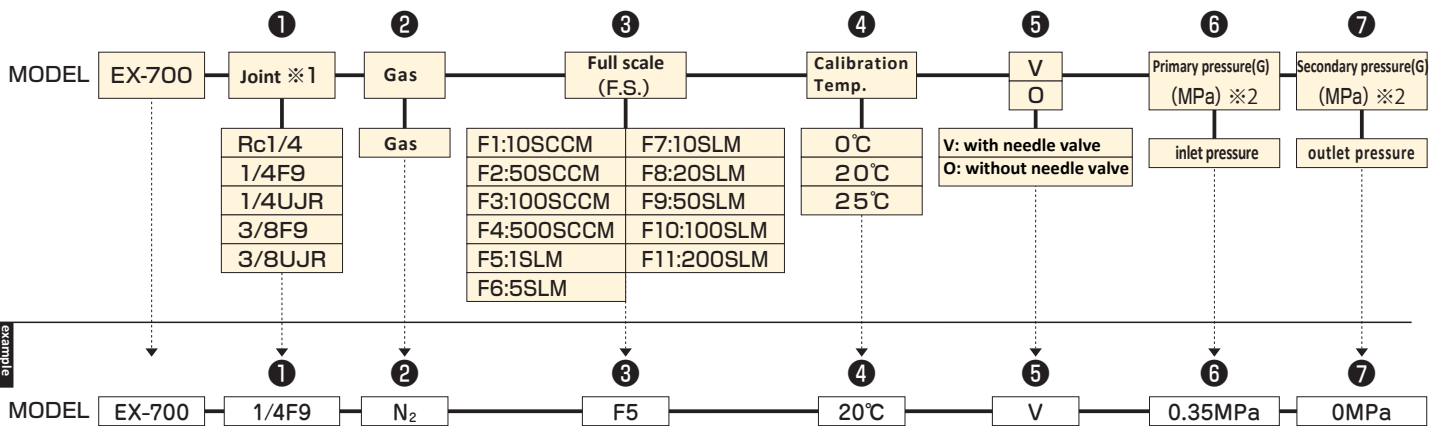 ❶ ❷ ❸ ❹ ❺ ❻ ❼
MODEL EX-700 Joint ※1 Gas Full scale (F.S.) Calibration Temp. V O Primary pressure(G) (MPa) ※2 Secondary pressure(G) (MPa) ※2
Rc1/4
1/4F9
1/4UJR
3/8F9
3/8UJR
Gas
F1:10SCCM F7:10SLM
F2:50SCCM F8:20SLM
F3:100SCCM F9:50SLM
F4:500SCCM F10:100SLM
F5:1SLM F11:200SLM
F6:5SLM
0℃
20℃
25℃
V: with needle valve
O: without needle valve
inlet pressure
outlet pressure
example
❶ ❷ ❸ ❹ ❺ ❻ ❼
MODEL EX-700 1/4F9 N₂ F5 20℃ V 0.35MPa 0MPa